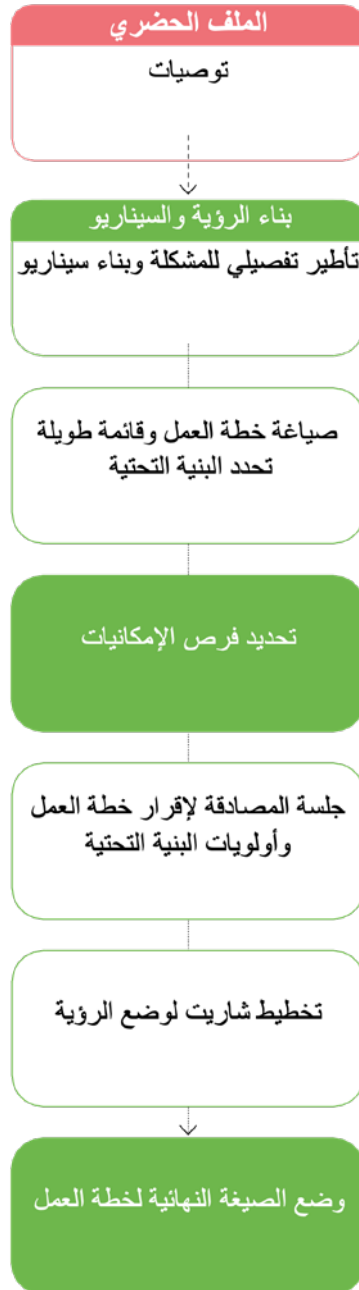 الملف الحضري
توصيات
بناء الرؤية والسيناريو
تأطير تفصيلي للمشكلة وبناء سيناريو
صياغة خطة العمل وقائمة طويلة
تحدد البنية التحتية
تحديد فرص الإمكانيات
جلسة المصادقة لإقرار خطة العمل
وأولويات البنية التحتية
تخطيط شاريت لوضع الرؤية
وضع الصيغة النهائية لخطة العمل